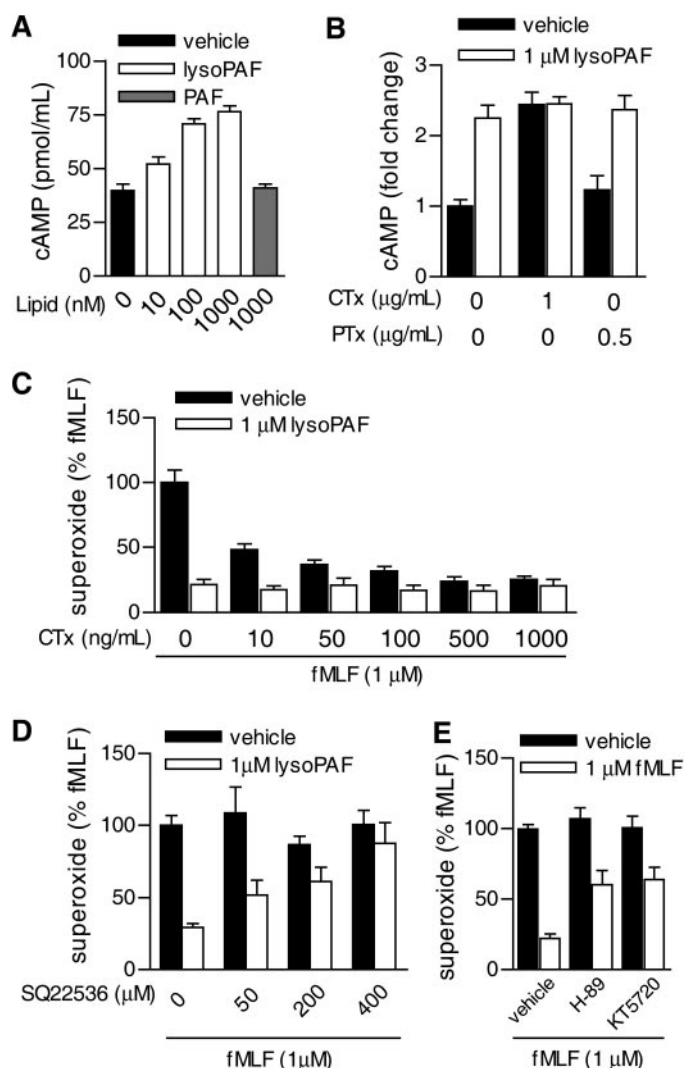 A
vehicle
lysoPAF
PAF
cAMP (pmol/mL)
100
75
50
25
0
Lipid (nM)
0 10 100 1000 1000
B
vehicle
1 μM lysoPAF
cAMP (fold change)
3
2
1
0
CTx (μg/mL) 0 1 0
PTx (μg/mL) 0 0 0.5
C
vehicle
1 μM lysoPAF
superoxide (% fMLF)
150
100
50
0
CTx (ng/mL) 0 10 50 100 500 1000
fMLF (1 μM)
D
vehicle
1μM lysoPAF
superoxide (% fMLF)
150
100
50
0
SQ22536 (μM) 0 50 200 400
fMLF (1μM)
E
vehicle
1 μM fMLF
superoxide (% fMLF)
150
100
50
0
vehicle H-89 KT5720
fMLF (1 μM)